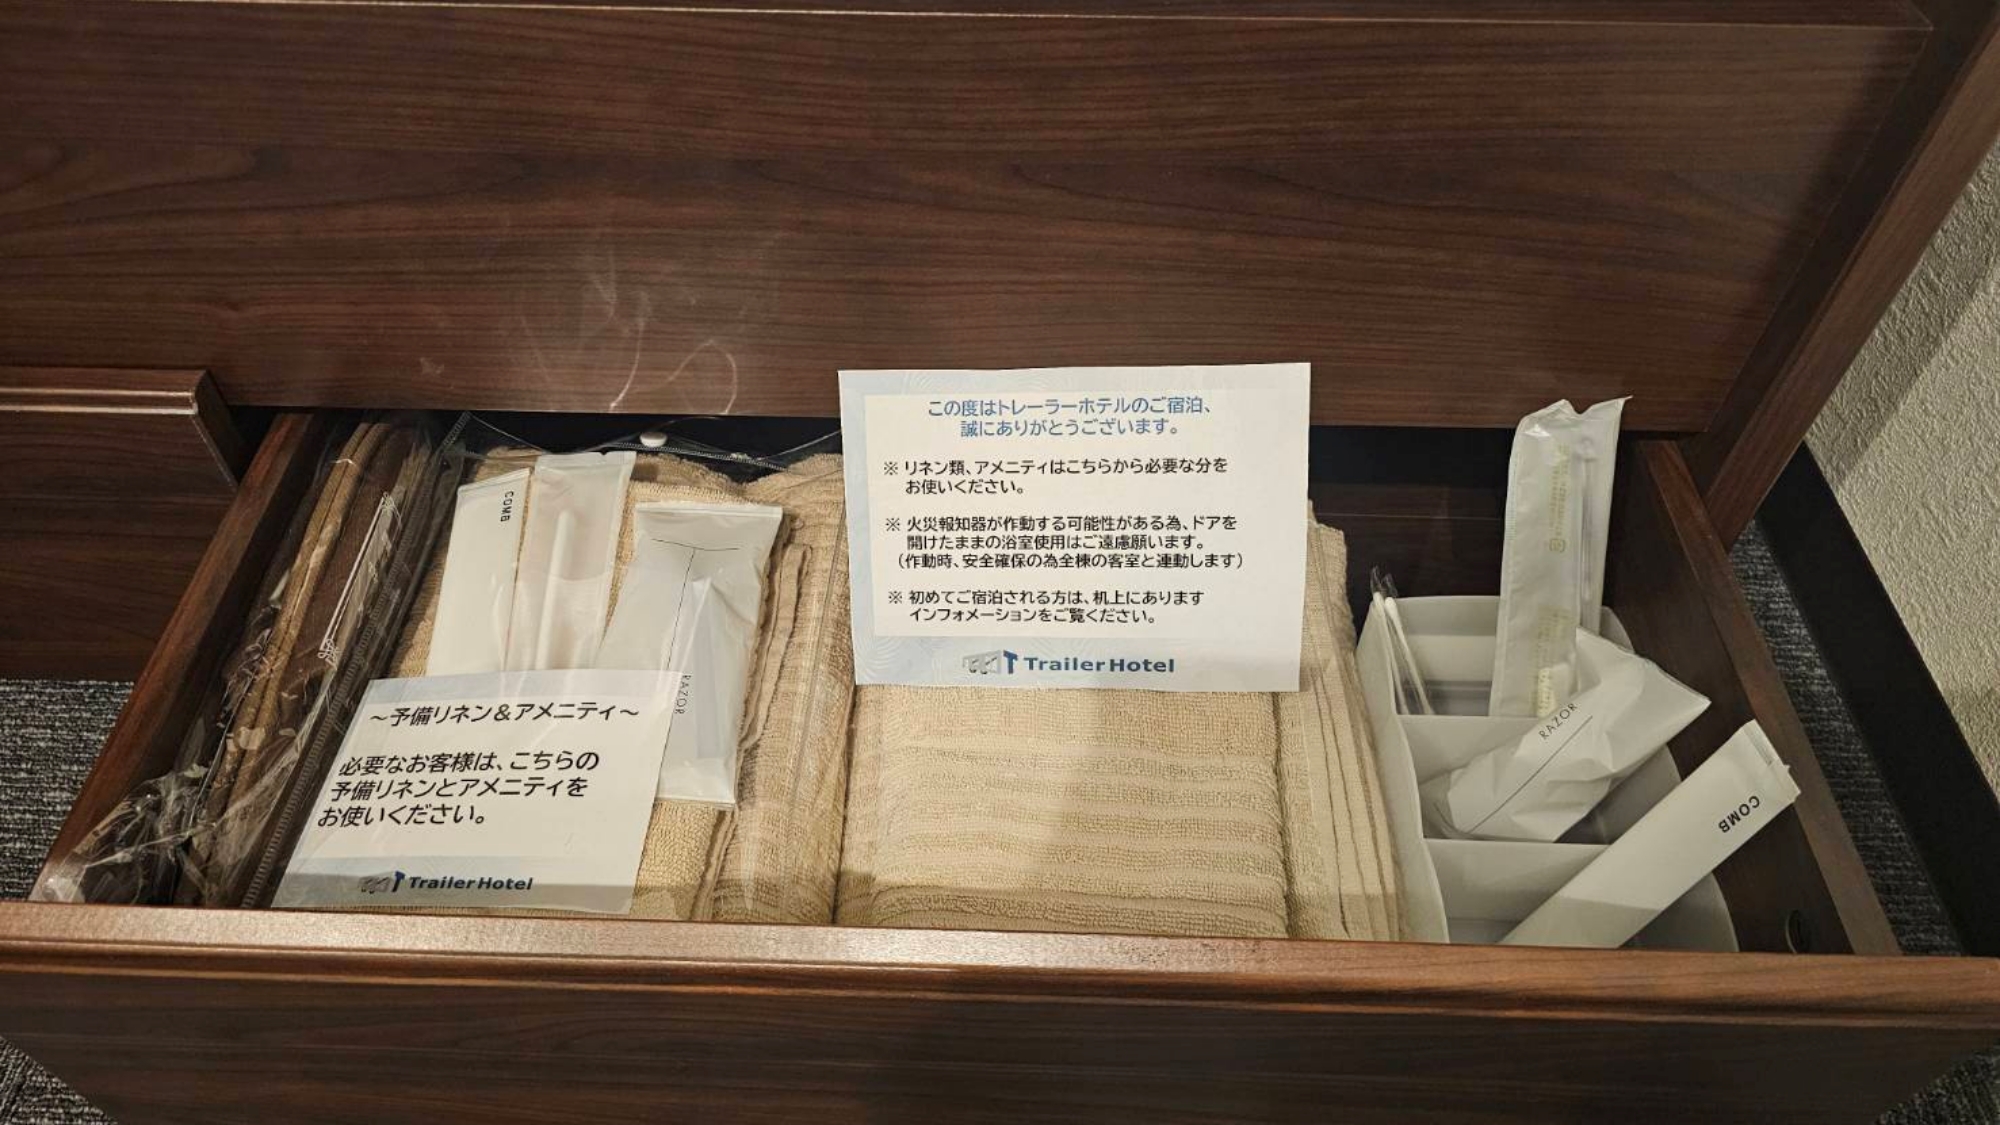 この度はトレーラーホテルのご宿泊、
誠にありがとうございます。
※ リネン類、アメニティはこちらから必要な分を
お使いください。
※ 火災報知器が作動する可能性がある為、ドアを
開けたままの浴室使用はご遠慮願います。
（作動時、安全確保の為全棟の客室と連動します）
※ 初めてご宿泊される方は、机上にあります
インフォメーションをご覧ください。
TrailerHotel
COMB
RAZOR
～予備リネン＆アメニティ～
必要なお客様は、こちらの
予備リネンとアメニティを
お使いください。
TrailerHotel
RAZOR
COMB